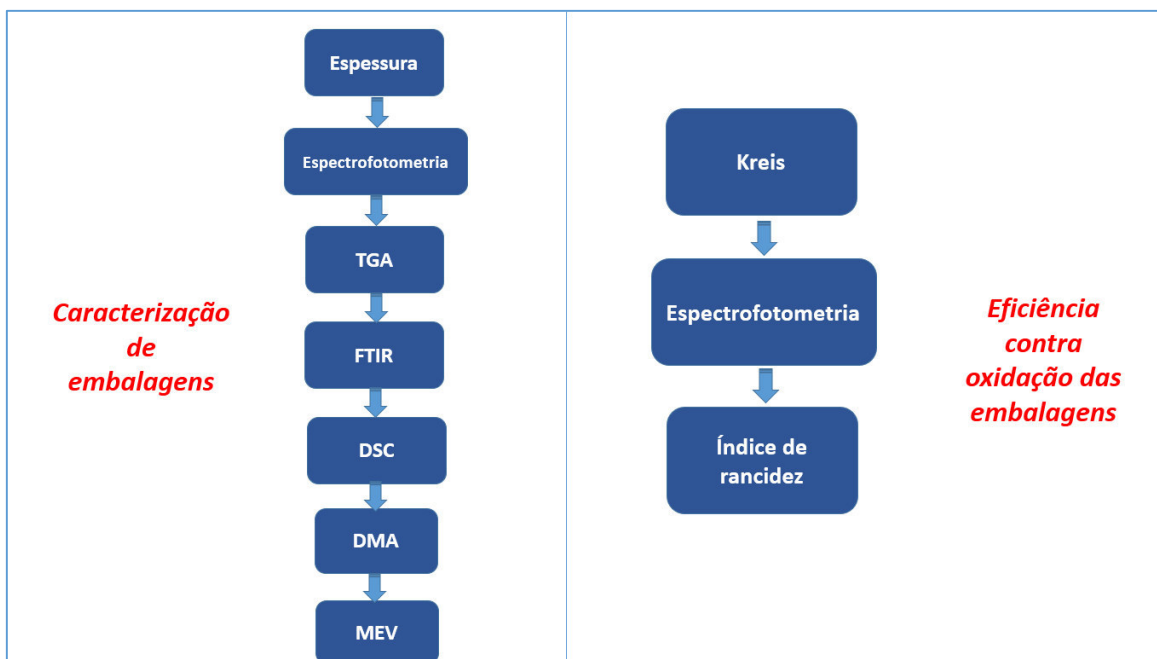 Espessura
Espectrofotometria
TGA
FTIR
DSC
DMA
MEV
Caracterização
de
embalagens
Kreis
Espectrofotometria
Índice de
rancidez
Eficiência
contra
oxidação das
embalagens